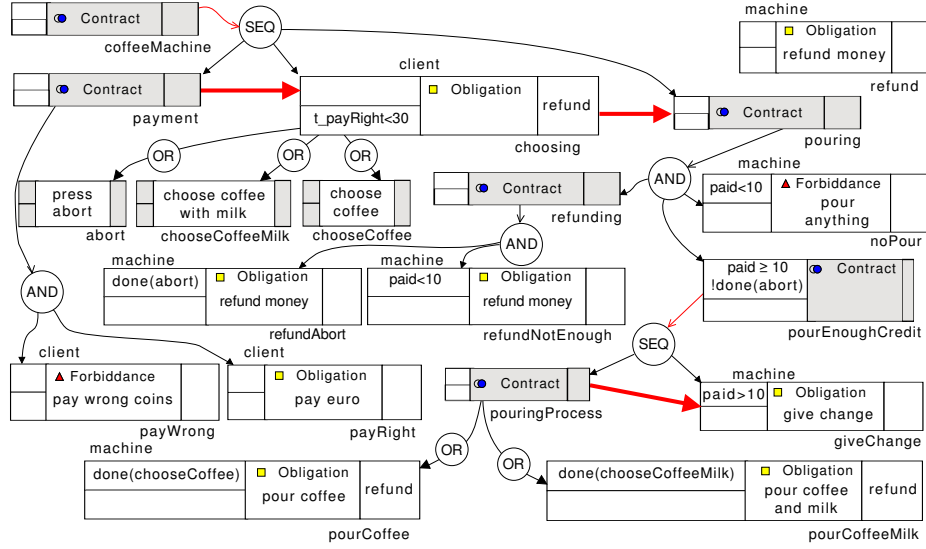 Contract
coffeeMachine
SEQ
machine
Obligation
refund money
refund
Contract
payment
client
Obligation
t_payRight<30
refund
choosing
Contract
pouring
OR
OR
OR
press
abort
abort
choose coffee
with milk
chooseCoffeeMilk
choose
coffee
chooseCoffee
Contract
refunding
AND
machine
paid<10
Forbiddance
pour
anything
noPour
AND
machine
done(abort)
Obligation
refund money
refundAbort
machine
paid<10
Obligation
refund money
refundNotEnough
paid ≥ 10
!done(abort)
Contract
pourEnoughCredit
AND
SEQ
client
Forbiddance
pay wrong coins
payWrong
client
Obligation
pay euro
payRight
Contract
pouringProcess
machine
paid>10
Obligation
give change
giveChange
OR
OR
machine
done(chooseCoffee)
Obligation
pour coffee
refund
pourCoffee
done(chooseCoffeeMilk)
Obligation
pour coffee
and milk
refund
pourCoffeeMilk